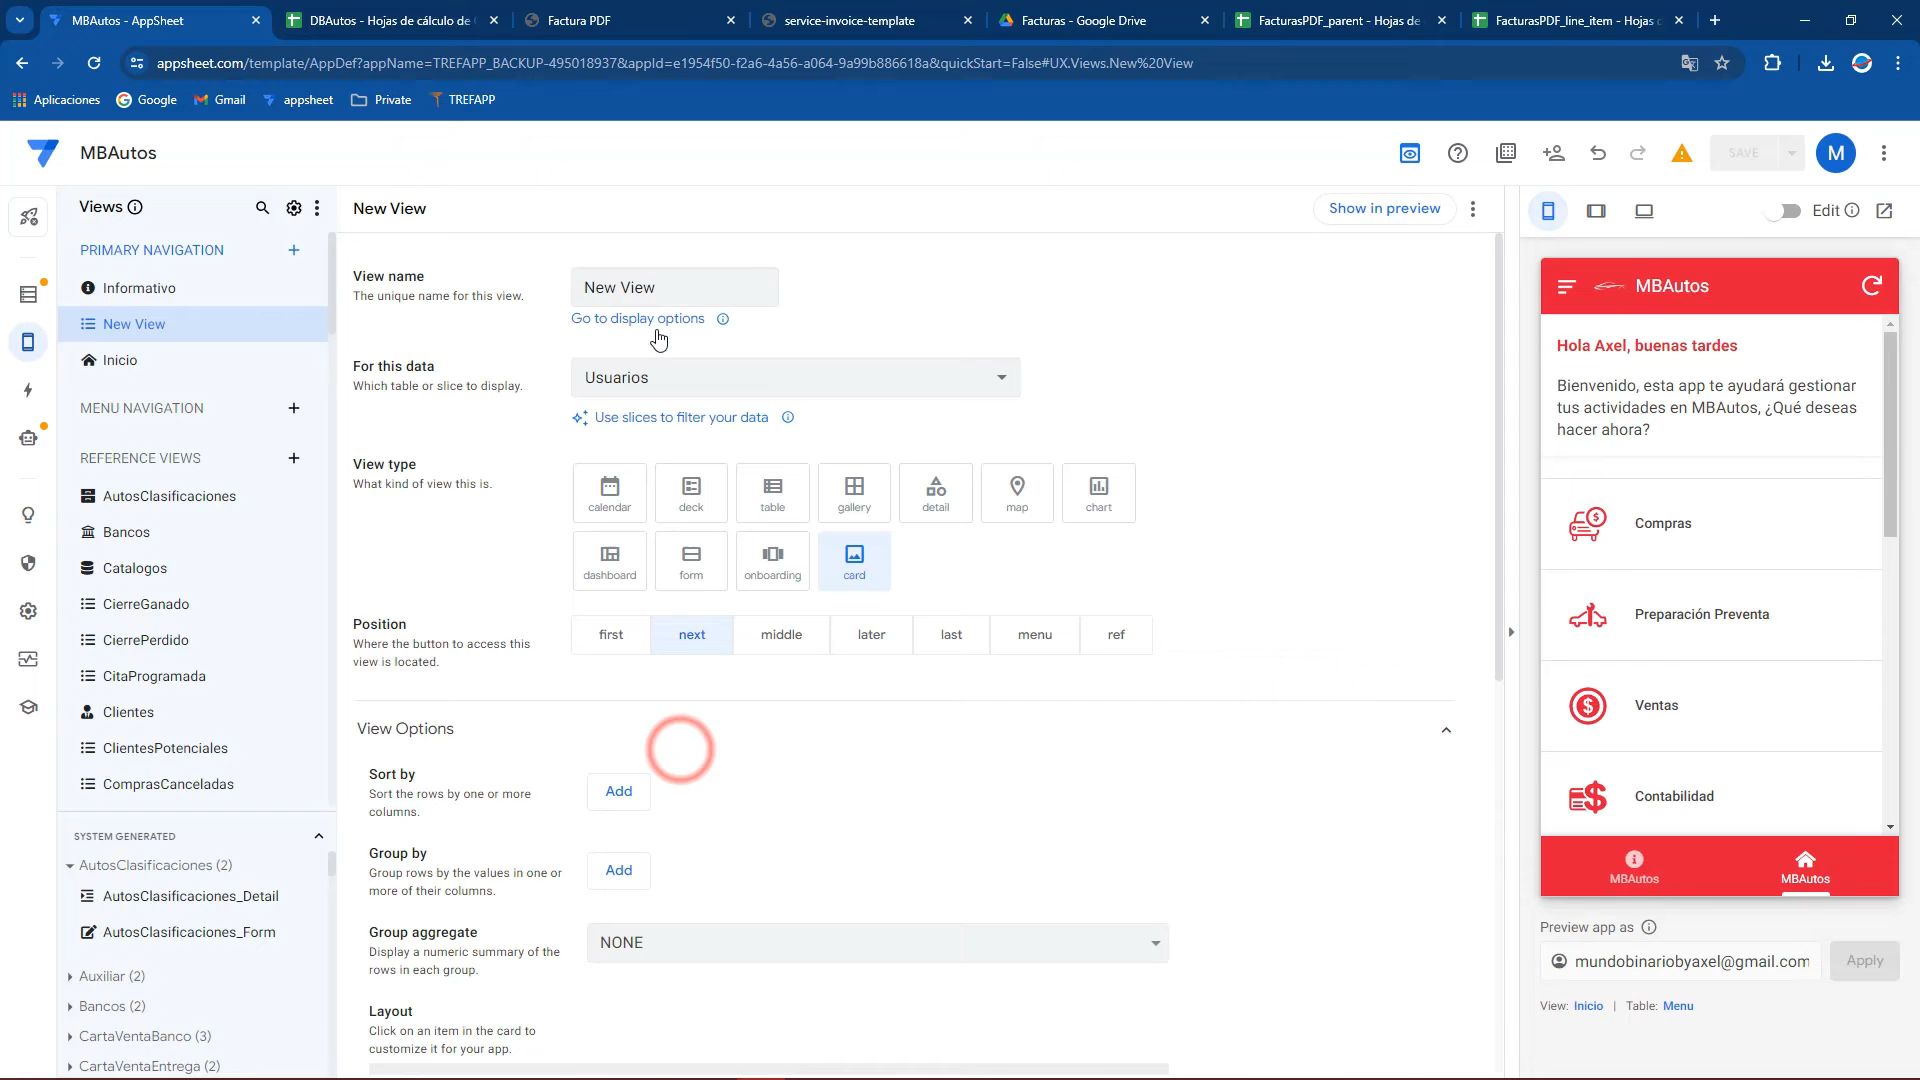 MBAutos - AppSheet
DBAutos - Hojas de cálculo de
Factura PDF
service-invoice-template
Facturas - Google Drive
FacturasPDF_parent - Hojas de
FacturasPDF_line_item - Hojas
appsheet.com/template/AppDef?appName=TREFAPP_BACKUP-495018937&appId=e1954f50-f2a6-4a56-a064-9a99b886618a&quickStart=False#UX.Views.New%20View
Aplicaciones
Google
Gmail
appsheet
Private
TREFAPP
MBAutos
SAVE
M
Views
PRIMARY NAVIGATION
Informativo
New View
Inicio
MENU NAVIGATION
REFERENCE VIEWS
AutosClasificaciones
Bancos
Catalogos
CierreGanado
CierrePerdido
CitaProgramada
Clientes
ClientesPotenciales
ComprasCanceladas
SYSTEM GENERATED
AutosClasificaciones (2)
AutosClasificaciones_Detail
AutosClasificaciones_Form
Auxiliar (2)
Bancos (2)
CartaVentaBanco (3)
CartaVentaEntrega (2)
New View
Show in preview
View name
The unique name for this view.
New View
Go to display options
For this data
Which table or slice to display.
Usuarios
Use slices to filter your data
View type
What kind of view this is.
calendar
deck
table
gallery
detail
map
chart
dashboard
form
onboarding
card
Position
Where the button to access this
view is located.
first
next
middle
later
last
menu
ref
View Options
Sort by
Sort the rows by one or more
columns.
Add
Group by
Group rows by the values in one or
more of their columns.
Add
Group aggregate
Display a numeric summary of the
rows in each group.
NONE
Layout
Click on an item in the card to
customize it for your app.
Edit
MBAutos
Hola Axel, buenas tardes
Bienvenido, esta app te ayudará gestionar
tus actividades en MBAutos, ¿Qué deseas
hacer ahora?
Compras
Preparación Preventa
Ventas
Contabilidad
MBAutos
MBAutos
Preview app as
mundobinariobyaxel@gmail.com
Apply
View: Inicio | Table: Menu